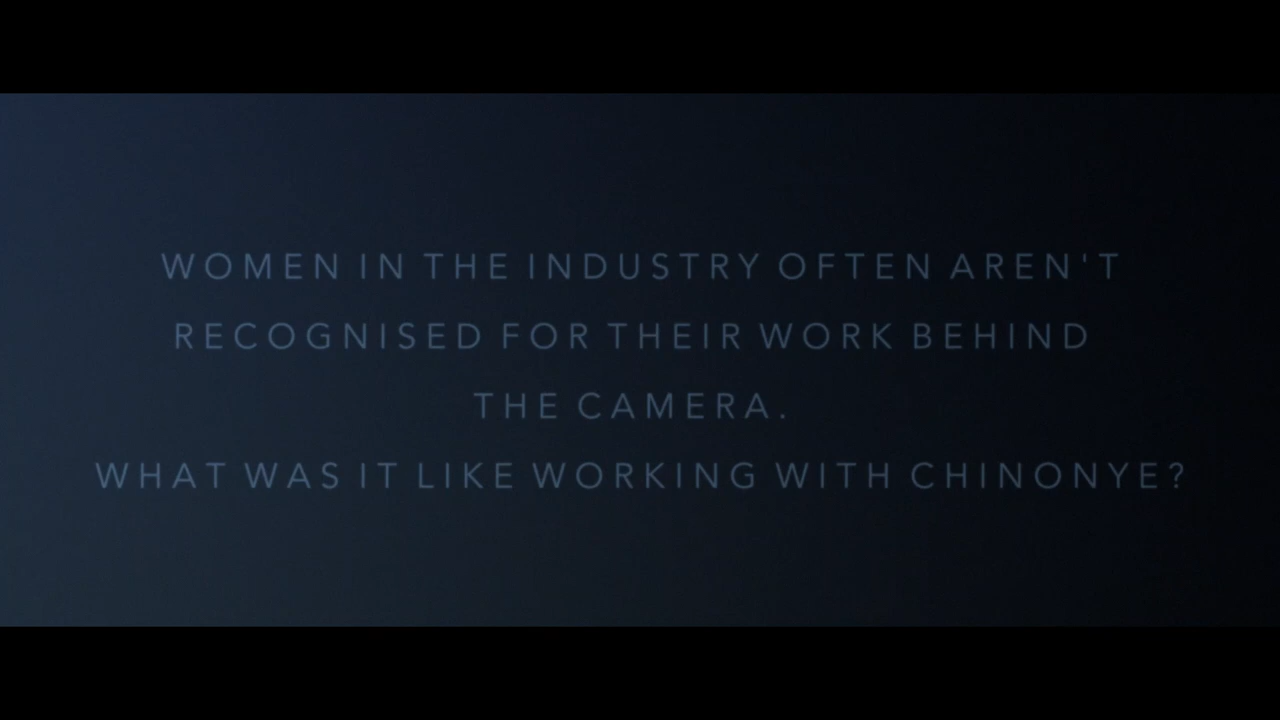 WOMEN IN THE INDUSTRY OFTEN AREN'T
RECOGNISED FOR THEIR WORK BEHIND
THE CAMERA.
WHAT WAS IT LIKE WORKING WITH CHINONYE?